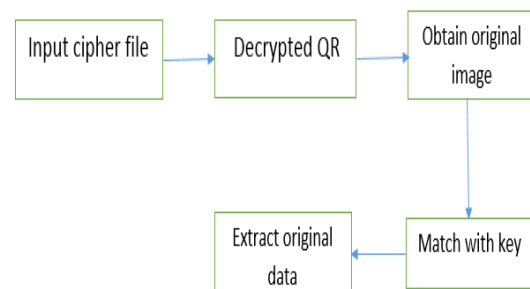 Input cipher file
Decrypted QR
Obtain original
image
Match with key
Extract original
data